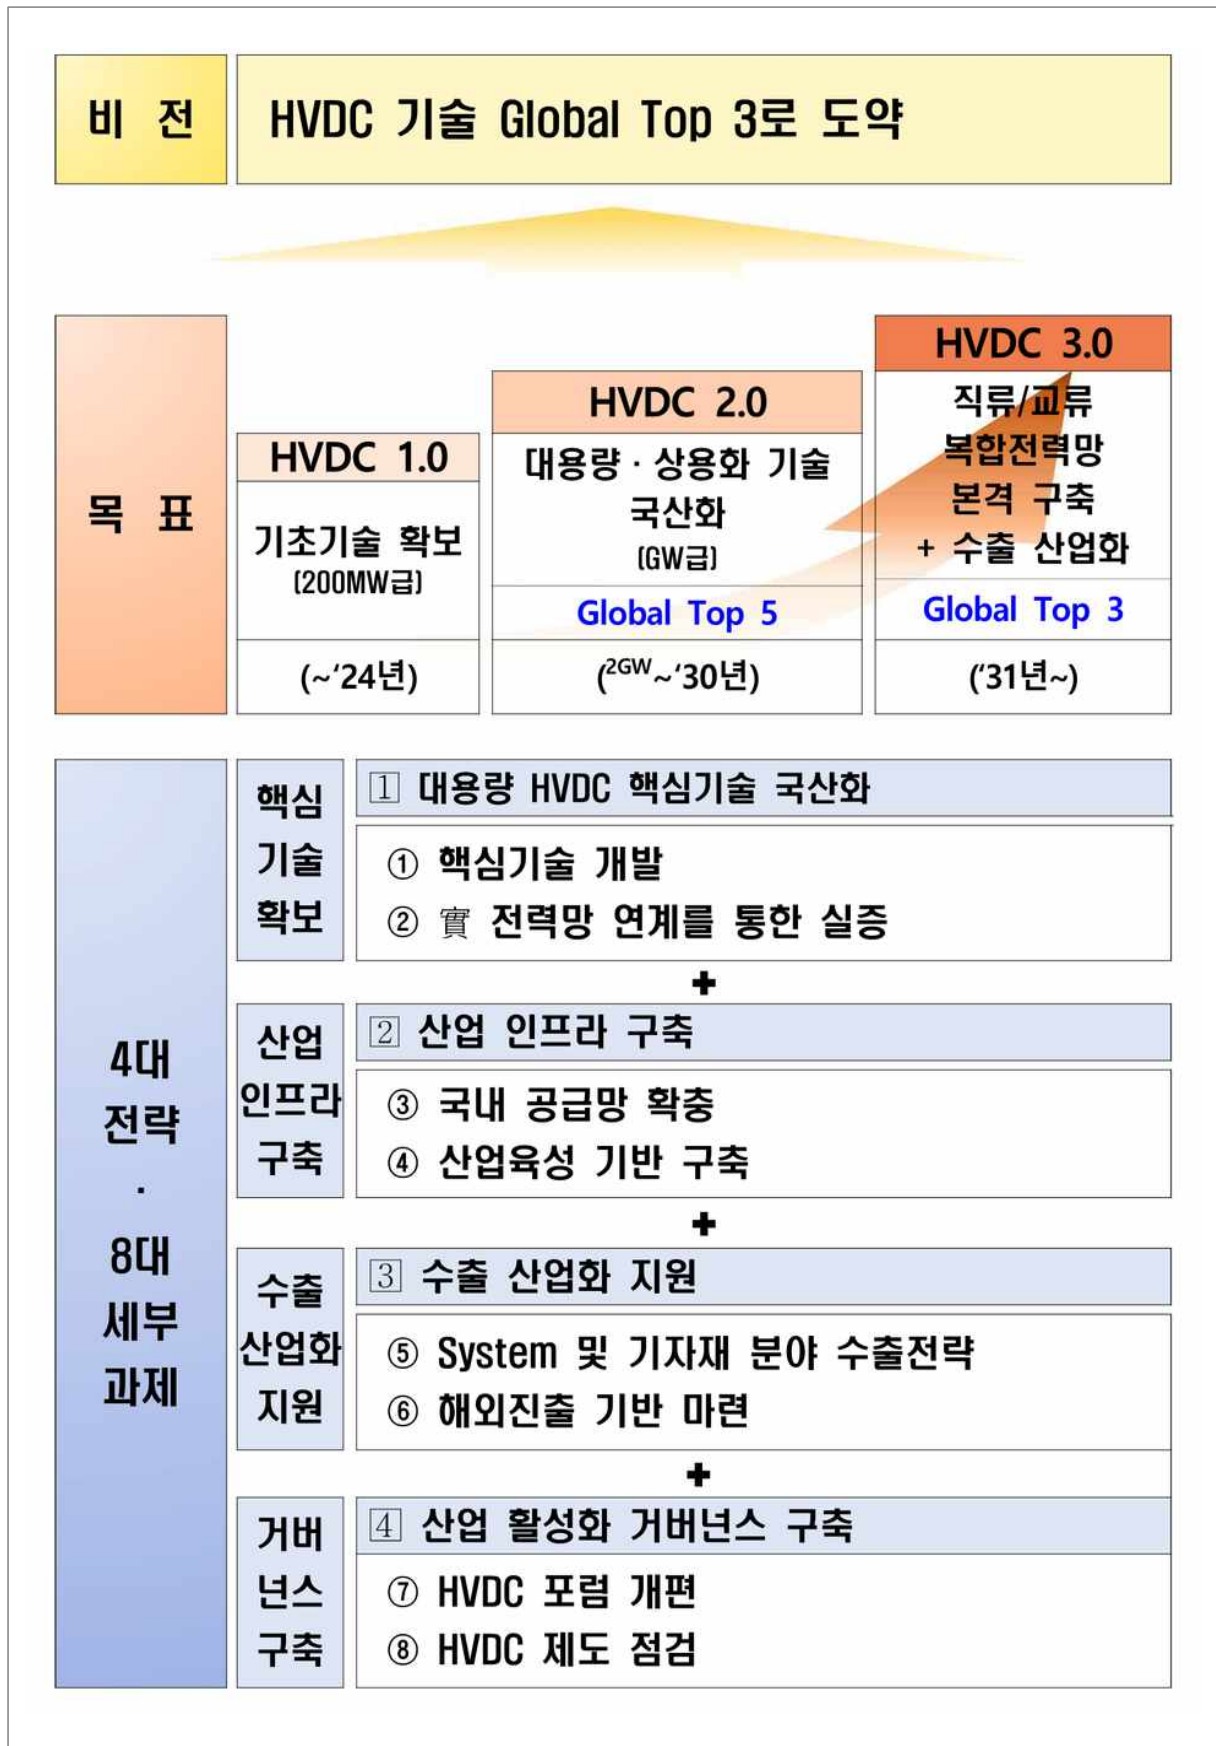 비 전
HVDC 기술 Global Top 3로 도약
목 표
HVDC 1.0
기초기술 확보
(200MW급)
(~‘24년)
HVDC 2.0
대용량 · 상용화 기술
국산화
(GW급)
Global Top 5
(2GW~‘30년)
HVDC 3.0
직류/교류
복합전력망
본격 구축
+ 수출 산업화
Global Top 3
(‘31년~)
4대
전략
·
8대
세부
과제
핵심
기술
확보
1 대용량 HVDC 핵심기술 국산화
① 핵심기술 개발
② 實 전력망 연계를 통한 실증
+
산업
인프라
구축
2 산업 인프라 구축
③ 국내 공급망 확충
④ 산업육성 기반 구축
+
수출
산업화
지원
3 수출 산업화 지원
⑤ System 및 기자재 분야 수출전략
⑥ 해외진출 기반 마련
+
거버
넌스
구축
4 산업 활성화 거버넌스 구축
⑦ HVDC 포럼 개편
⑧ HVDC 제도 점검